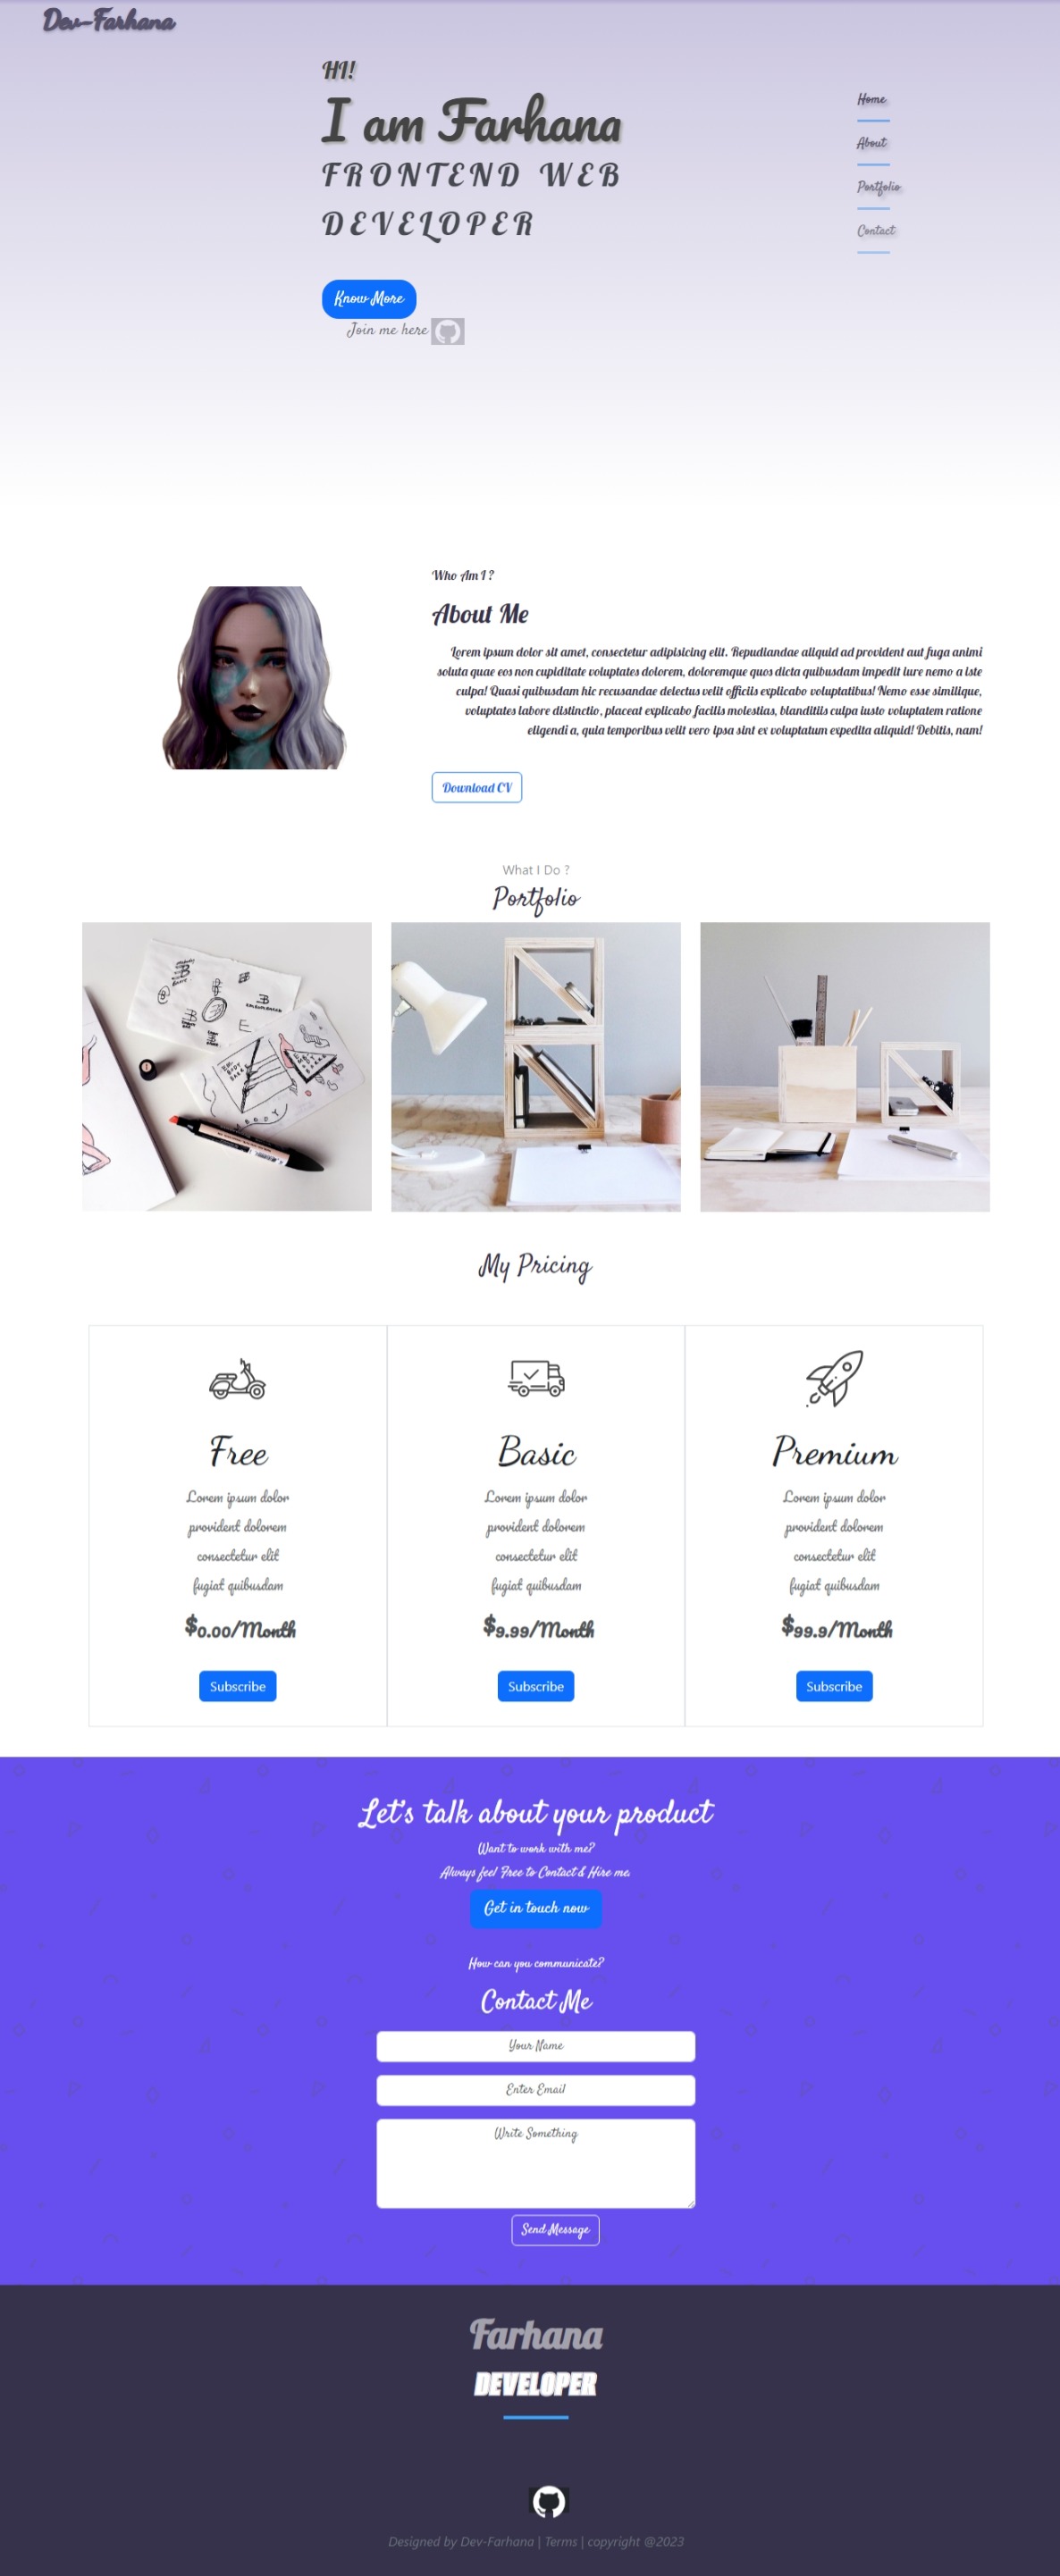 Dev-Farhana
HI!
I am Farhana
FRONTEND WEB
DEVELOPER
Home
About
Portfolio
Contact
Know More
Join me here
Who Am I ?
About Me
Lorem ipsum dolor sit amet, consectetur adipisicing elit. Repudiandae aliquid ad provident aut fuga animi
soluta quae eos non cupiditate voluptates dolorem, doloremque quos dicta quibusdam impedit iure nemo a iste
culpa! Quasi quibusdam hic recusandae delectus velit officiis explicabo voluptatibus! Nemo esse similique,
voluptates labore distinctio, placeat explicabo facilis molestias, blanditiis culpa iusto voluptatem ratione
eligendi a, quia temporibus velit vero ipsa sint ex voluptatum expedita aliquid! Debitis, nam!
Download CV
What I Do ?
Portfolio
My Pricing
Free
Lorem ipsum dolor
provident dolorem
consectetur elit
fugiat quibusdam
$0.00/Month
Subscribe
Basic
Lorem ipsum dolor
provident dolorem
consectetur elit
fugiat quibusdam
$9.99/Month
Subscribe
Premium
Lorem ipsum dolor
provident dolorem
consectetur elit
fugiat quibusdam
$99.9/Month
Subscribe
Let's talk about your product
Want to work with me?
Always feel Free to Contact & Hire me.
Get in touch now
How can you communicate?
Contact Me
Your Name
Enter Email
Write Something
Send Message
Farhana
DEVELOPER
Designed by Dev-Farhana | Terms | copyright @2023